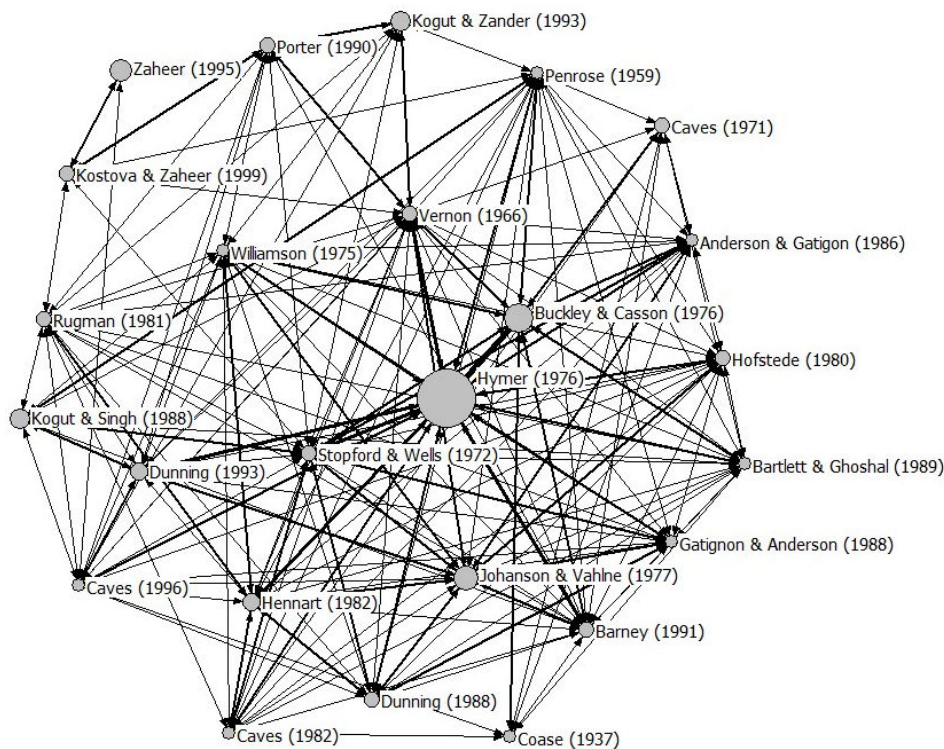 Kogut & Zander (1993)
Porter (1990)
Zaheer (1995)
Penrose (1959)
Caves (1971)
Kostova & Zaheer (1999)
Vernon (1966)
Anderson & Gatigon (1986)
Williamson (1975)
Buckley & Casson (1976)
Rugman (1981)
Hofstede (1980)
Hymer (1976)
Kogut & Singh (1988)
Stopford & Wells (1972)
Bartlett & Ghoshal (1989)
Dunning (1993)
Gatignon & Anderson (1988)
Johanson & Vahlne (1977)
Caves (1996)
Hennart (1982)
Barney (1991)
Dunning (1988)
Caves (1982)
Coase (1937)